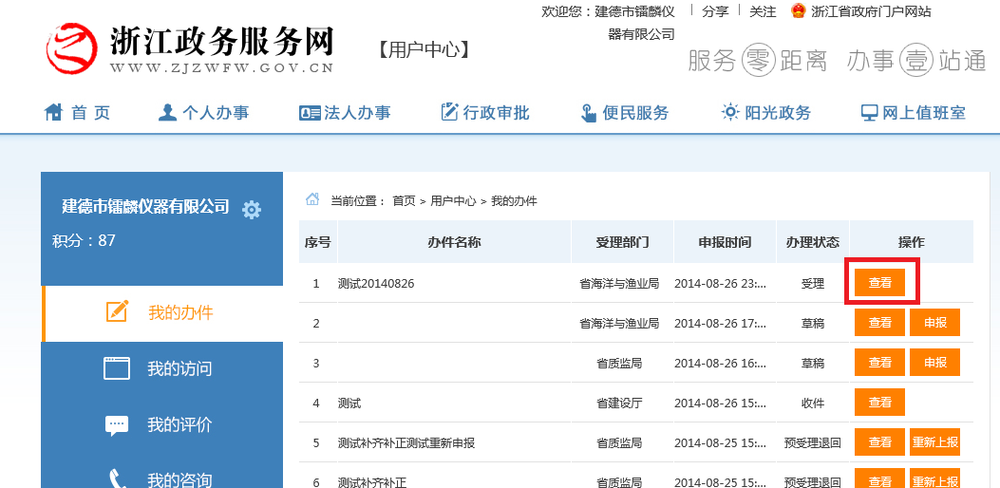 欢迎您：建德市镭麟仪器有限公司 分享 关注 浙江省政府门户网站
浙江政务服务网
WWW.ZJZWFW.GOV.CN
【用户中心】
服务零距离 办事壹站通
首 页 个人办事 法人办事 行政审批 便民服务 阳光政务 网上值班室
建德市镭麟仪器有限公司
积分：87
我的办件
我的访问
我的评价
我的咨询
当前位置： 首页 > 用户中心 > 我的办件
序号 办件名称 受理部门 申报时间 办理状态 操作
1 测试20140826 省海洋与渔业局 2014-08-26 23:... 受理 查看
2 省海洋与渔业局 2014-08-26 17:... 草稿 查看 申报
3 省质监局 2014-08-26 16:... 草稿 查看 申报
4 测试 省建设厅 2014-08-26 15:... 收件 查看
5 测试补齐补正测试重新申报 省质监局 2014-08-25 15:... 预受理退回 查看 重新上报
6 测试补齐补正 省质监局 2014-08-25 15:... 预受理退回 查看 重新上报